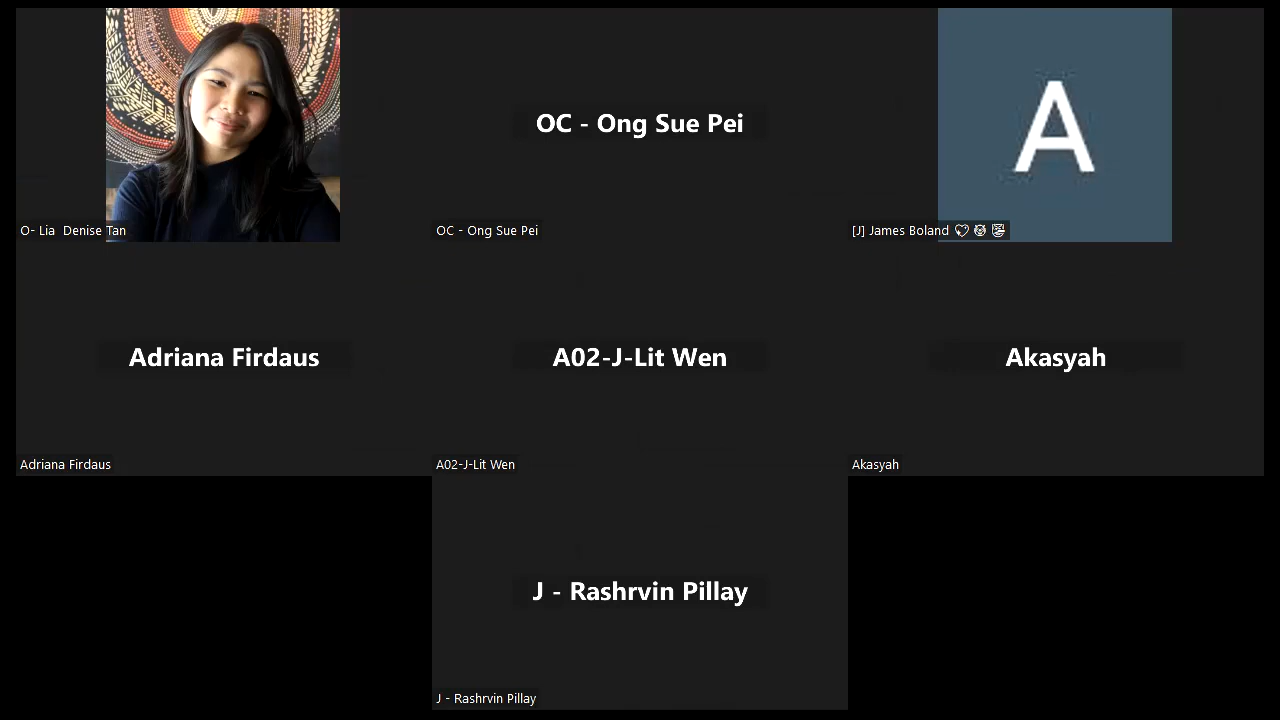 O- Lia  Denise Tan
OC - Ong Sue Pei
OC - Ong Sue Pei
A
[J] James Boland
Adriana Firdaus
Adriana Firdaus
A02-J-Lit Wen
A02-J-Lit Wen
Akasyah
Akasyah
J - Rashrvin Pillay
J - Rashrvin Pillay